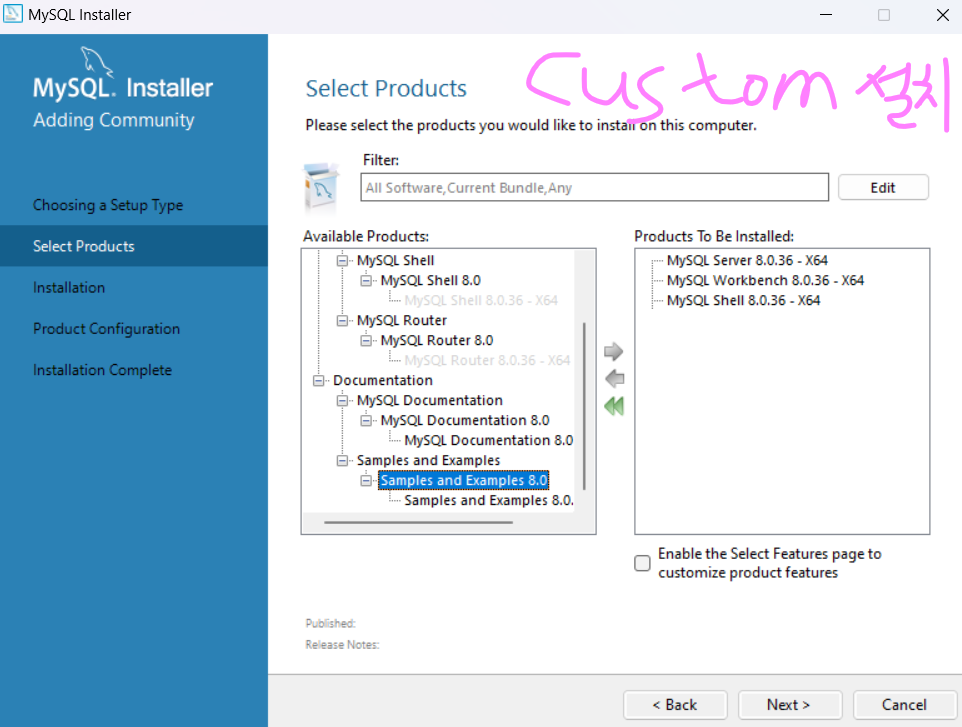 MySQL Installer
MySQL. Installer
Adding Community
Choosing a Setup Type
Select Products
Installation
Product Configuration
Installation Complete
Select Products
Custom 설치
Please select the products you would like to install on this computer.
Filter:
All Software,Current Bundle,Any
Edit
Available Products:
MySQL Shell
MySQL Shell 8.0
MySQL Shell 8.0.36 - X64
MySQL Router
MySQL Router 8.0
MySQL Router 8.0.36 - X64
Documentation
MySQL Documentation
MySQL Documentation 8.0
MySQL Documentation 8.0
Samples and Examples
Samples and Examples 8.0
Samples and Examples 8.0.
Products To Be Installed:
MySQL Server 8.0.36 - X64
MySQL Workbench 8.0.36 - X64
MySQL Shell 8.0.36 - X64
Enable the Select Features page to
customize product features
Published:
Release Notes:
< Back
Next >
Cancel